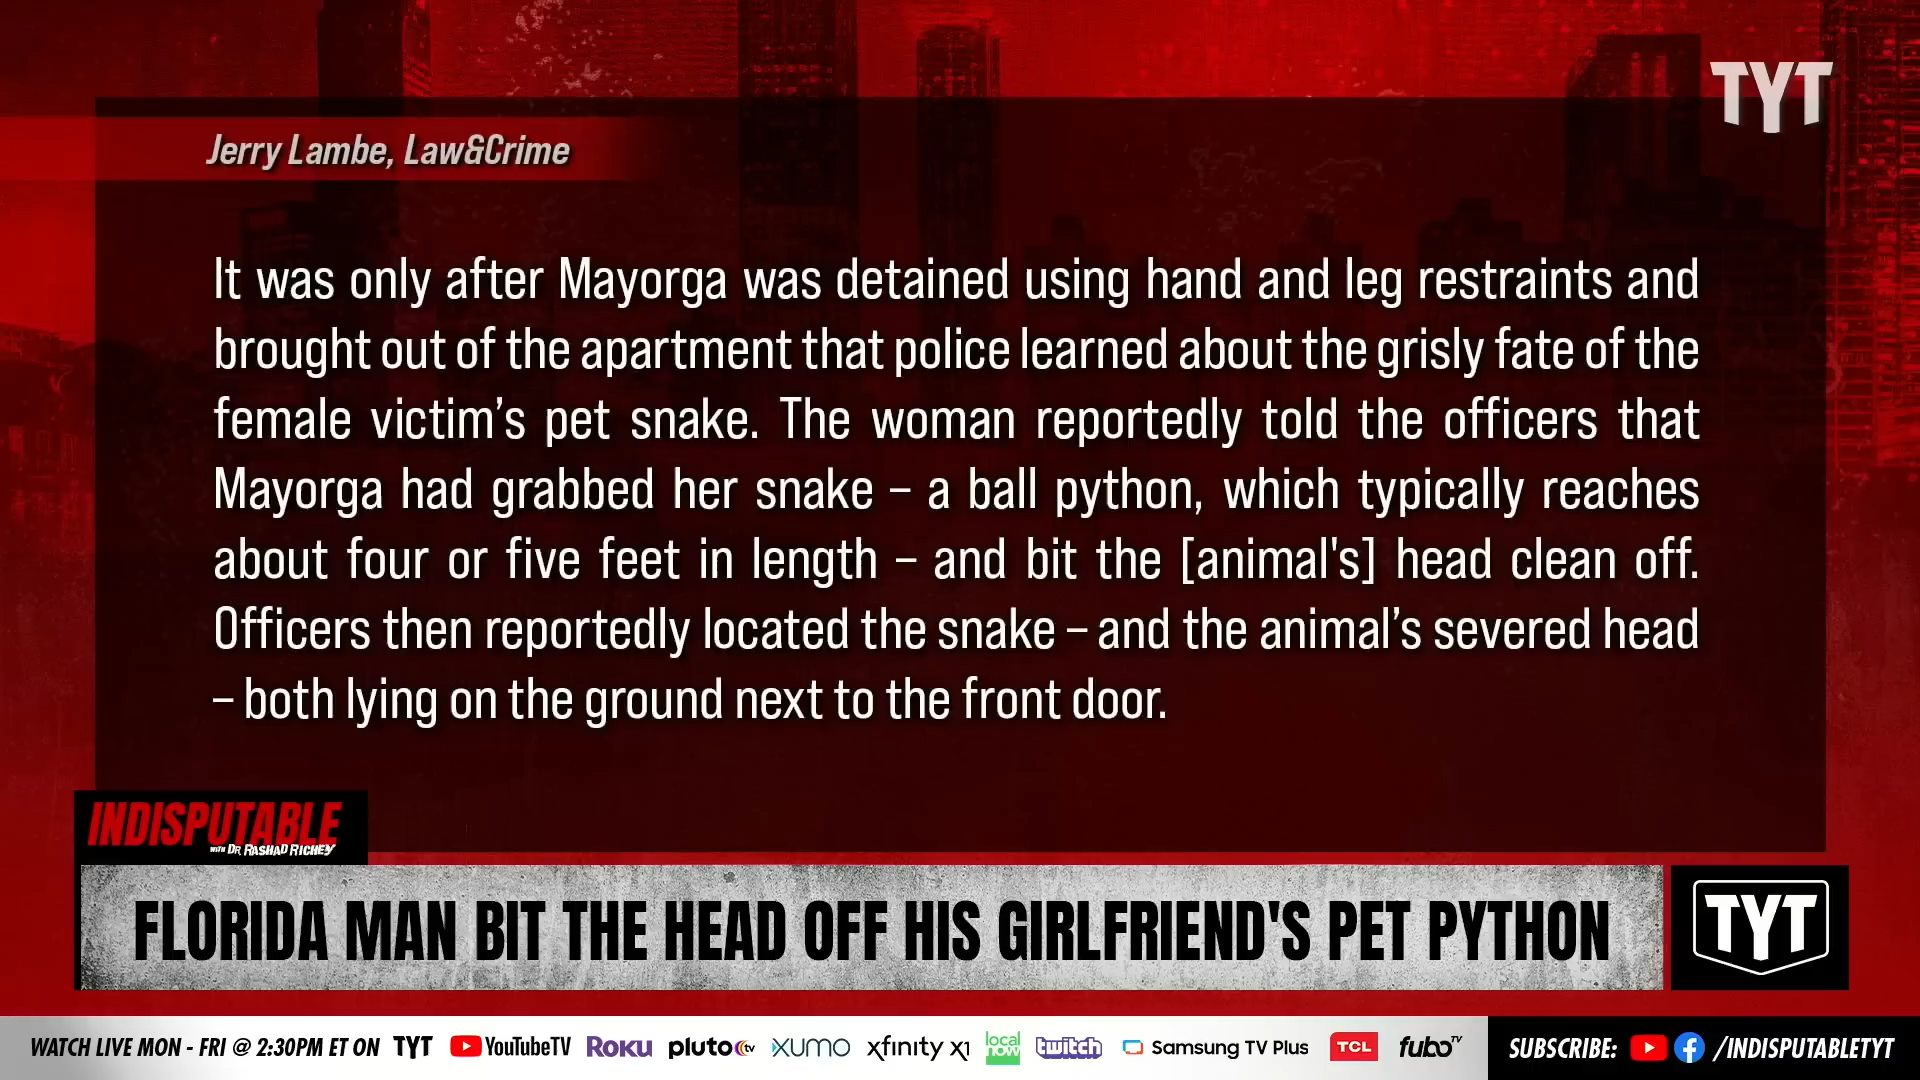 TYT
Jerry Lambe, Law&Crime
It was only after Mayorga was detained using hand and leg restraints and
brought out of the apartment that police learned about the grisly fate of the
female victim’s pet snake. The woman reportedly told the officers that
Mayorga had grabbed her snake – a ball python, which typically reaches
about four or five feet in length – and bit the [animal's] head clean off.
Officers then reportedly located the snake – and the animal’s severed head
– both lying on the ground next to the front door.
INDISPUTABLE
WITH DR RASHAD RICHEY
FLORIDA MAN BIT THE HEAD OFF HIS GIRLFRIEND'S PET PYTHON
TYT
WATCH LIVE MON - FRI @ 2:30PM ET ON TYT YouTubeTV ROKU pluto tv XUMO xfinity x1 local now twitch Samsung TV Plus TCL fubo TV SUBSCRIBE: /INDISPUTABLETYT